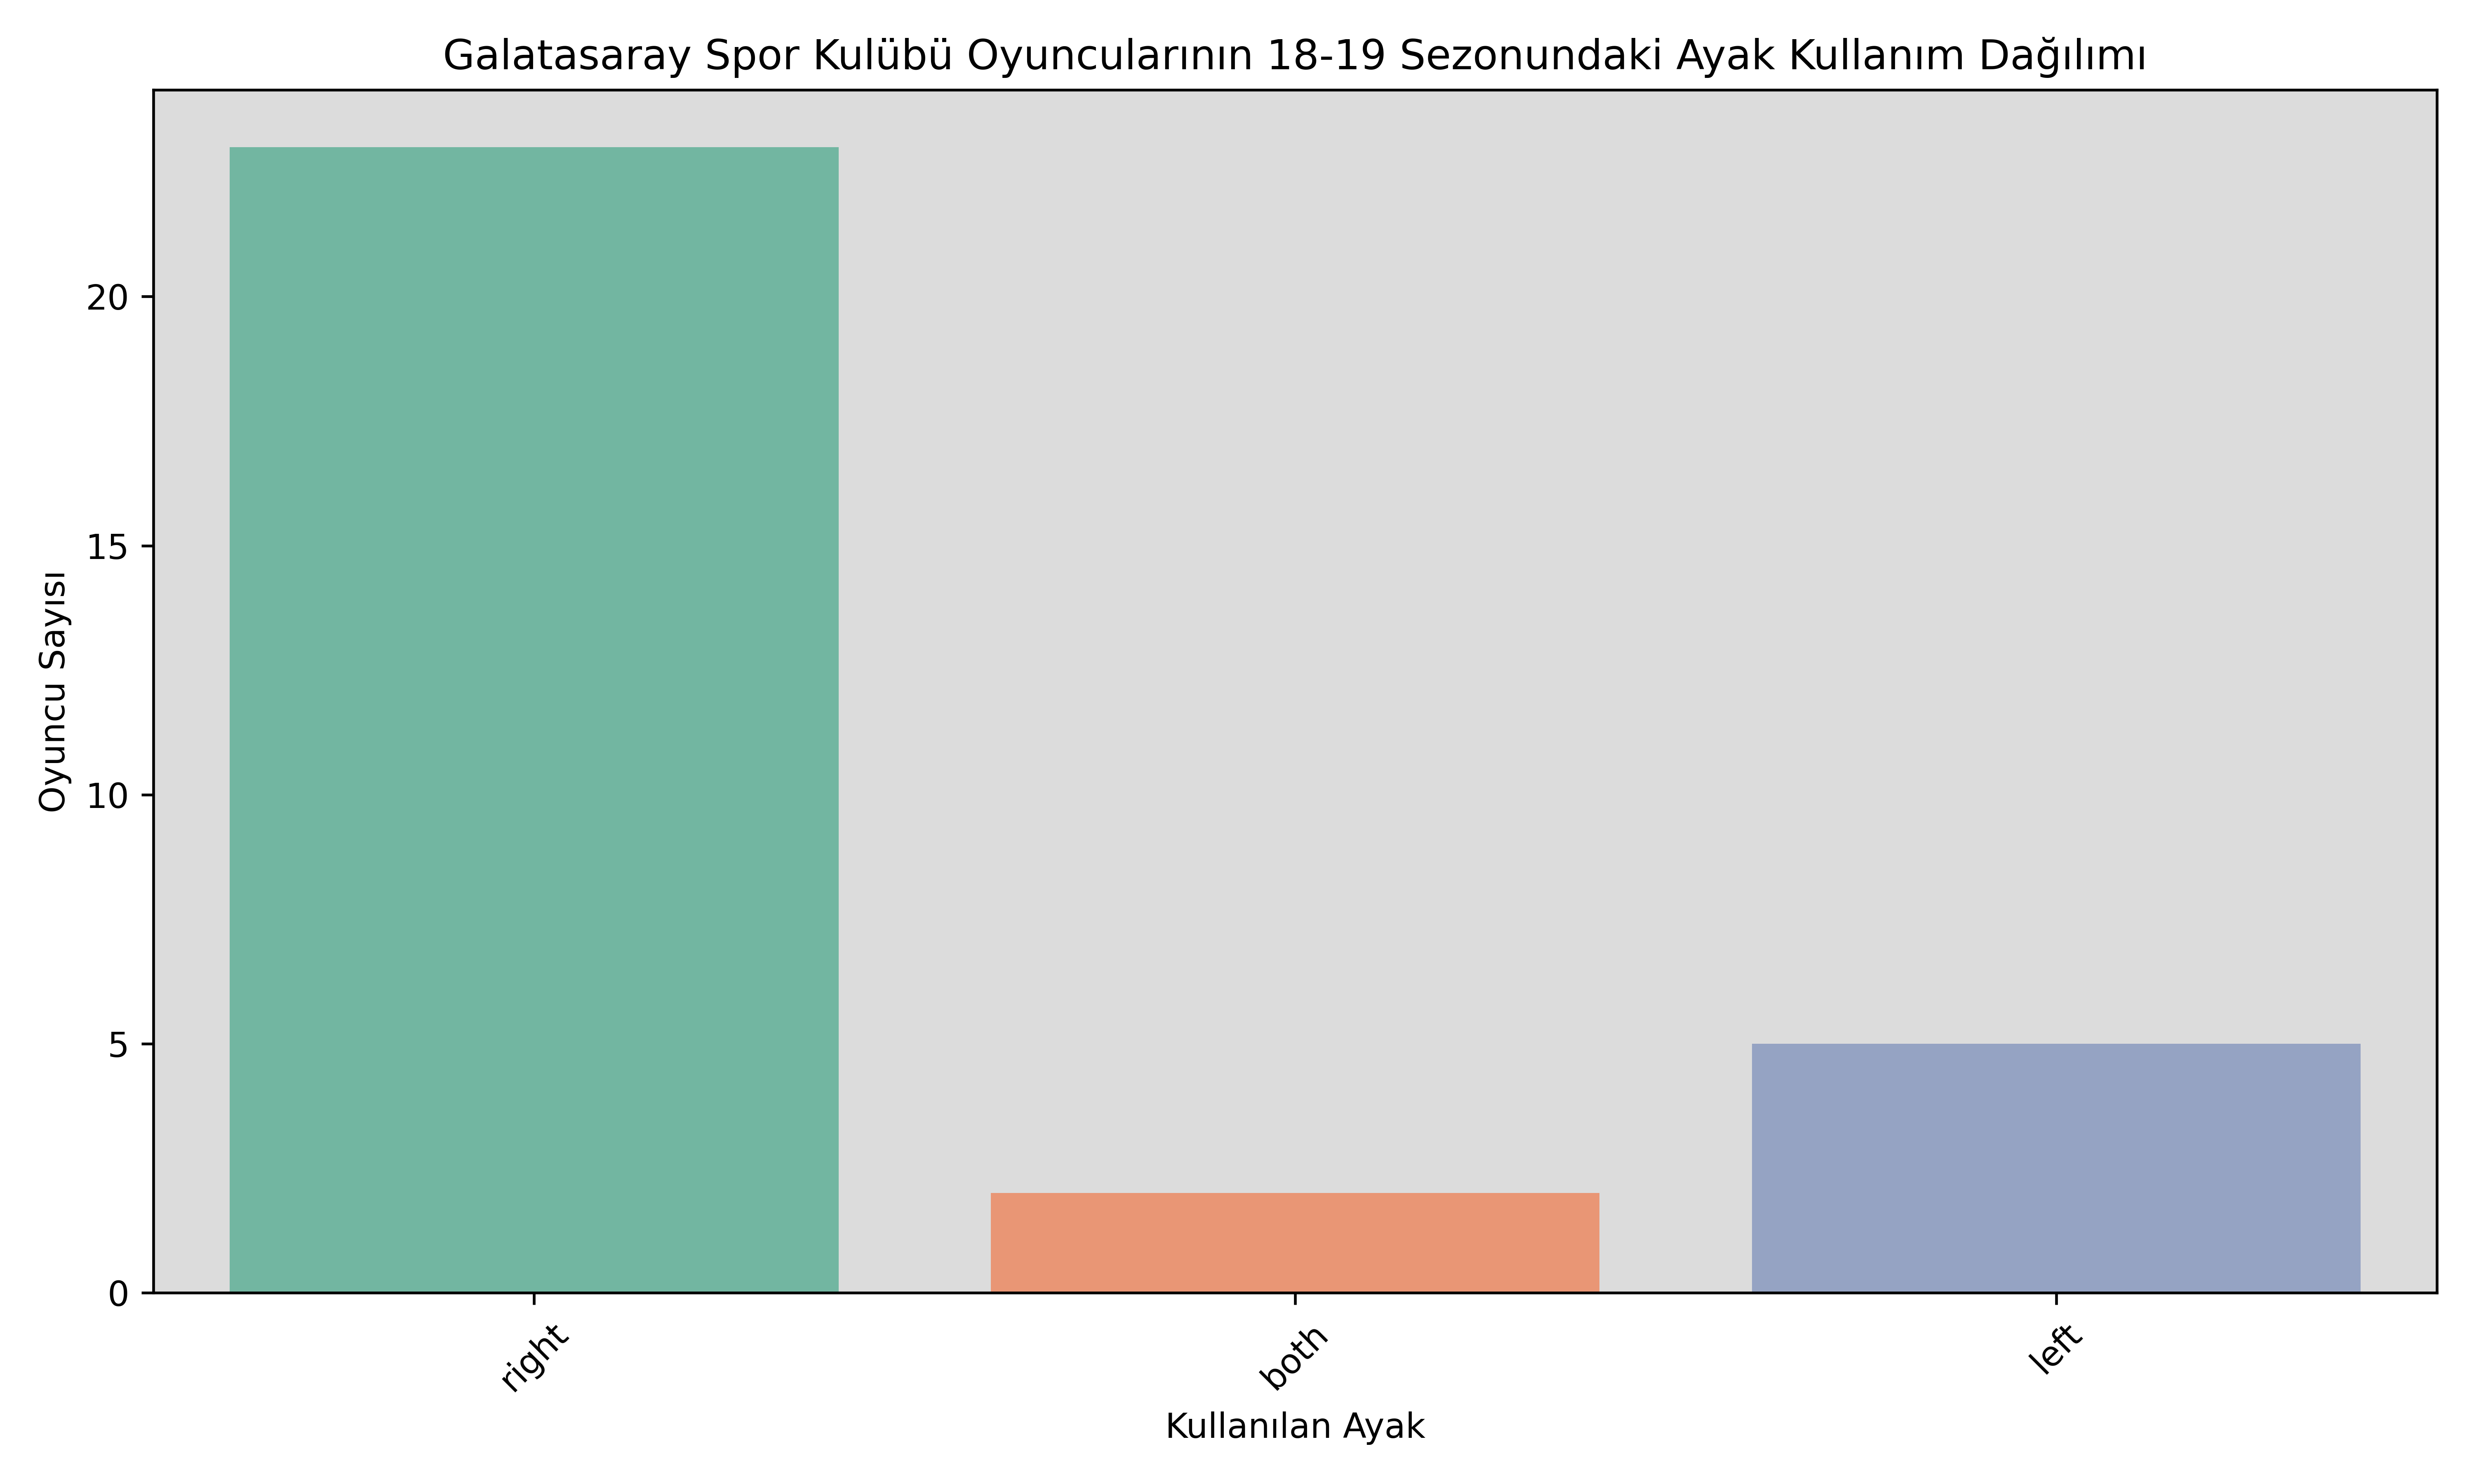 Galatasaray Spor Kulübü Oyuncularının 18-19 Sezonundaki Ayak Kullanım Dağılımı
Oyuncu Sayısı
20
15
10
5
0
right
both
left
Kullanılan Ayak